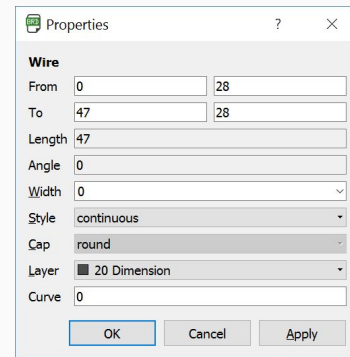 BRD Properties ? ×
Wire
From 0 28
To 47 28
Length 47
Angle 0
Width 0
Style continuous
Cap round
Layer 20 Dimension
Curve 0
OK Cancel Apply